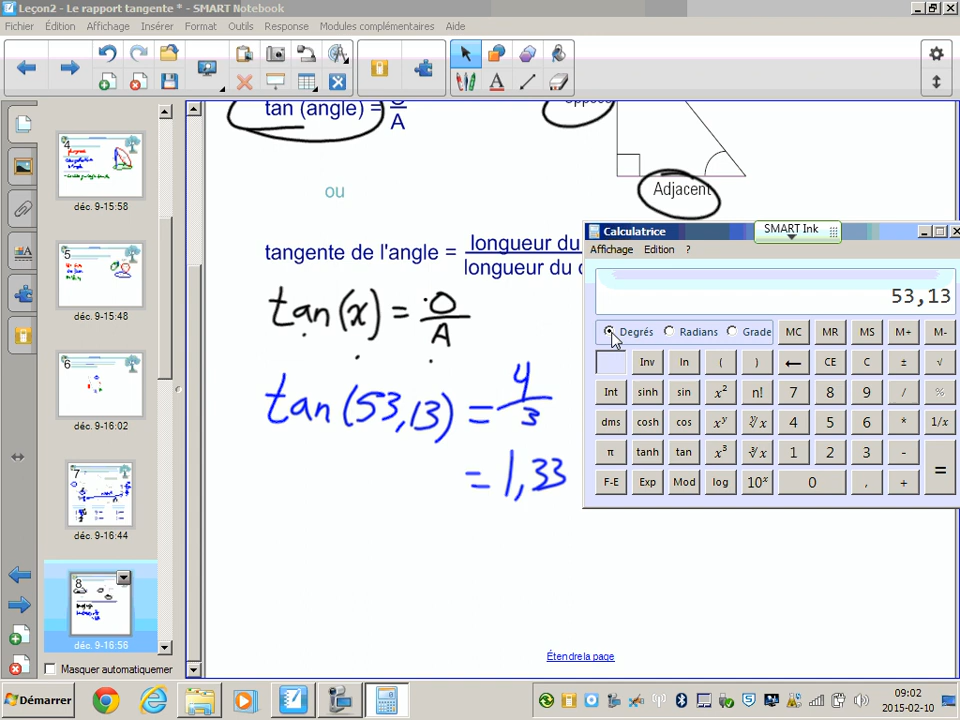 Leçon2 - Le rapport tangente * - SMART Notebook
Fichier Édition Affichage Insérer Format Outils Response Modules complémentaires Aide
tan (angle) =
A
Adjacent
ou
tangente de l'angle = longueur du
longueur du
tan(x) = O
A
tan(53,13) = 4
3
= 1,33
Étendre la page
4
déc. 9-15:58
5
déc. 9-15:48
6
déc. 9-16:02
7
déc. 9-16:44
8
déc. 9-16:56
Masquer automatiquemer
Calculatrice
SMART Ink
Affichage Edition ?
53,13
Degrés Radians Grade MC MR MS M+ M-
Inv ln ( ) ← CE C ± √
Int sinh sin x² n! 7 8 9 / %
dms cosh cos xʸ ʸ√x 4 5 6 * 1/x
π tanh tan x³ ³√x 1 2 3 - =
F-E Exp Mod log 10ˣ 0 , +
Démarrer
09:02
2015-02-10